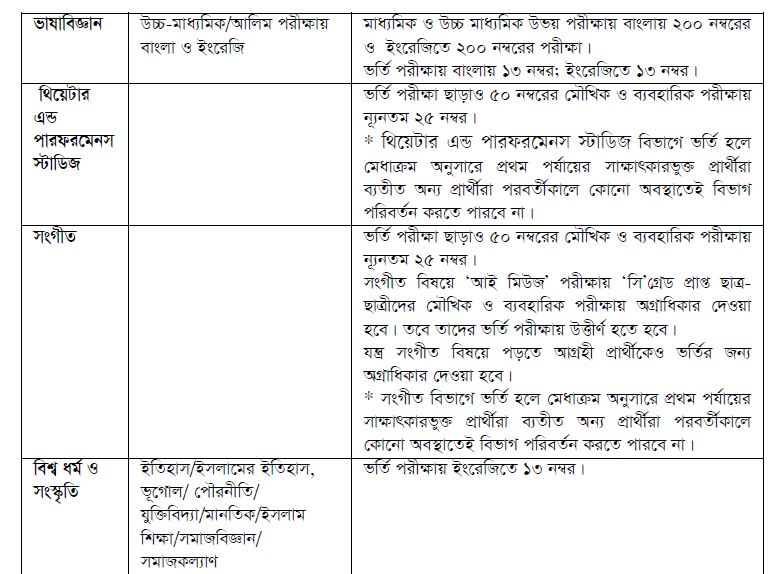 ভাষাবিজ্ঞান
উচ্চ-মাধ্যমিক/আলিম পরীক্ষায়
বাংলা ও ইংরেজি
মাধ্যমিক ও উচ্চ মাধ্যমিক উভয় পরীক্ষায় বাংলায় ২০০ নম্বরের
ও ইংরেজিতে ২০০ নম্বরের পরীক্ষা।
ভর্তি পরীক্ষায় বাংলায় ১৩ নম্বর; ইংরেজিতে ১৩ নম্বর।
থিয়েটার
এন্ড
পারফরমেনস
স্টাডিজ
ভর্তি পরীক্ষা ছাড়াও ৫০ নম্বরের মৌখিক ও ব্যবহারিক পরীক্ষায়
ন্যূনতম ২৫ নম্বর।
* থিয়েটার এন্ড পারফরমেনস স্টাডিজ বিভাগে ভর্তি হলে
মেধাক্রম অনুসারে প্রথম পর্যায়ের সাক্ষাৎকারভুক্ত প্রার্থীরা
ব্যতীত অন্য প্রার্থীরা পরবর্তীকালে কোনো অবস্থাতেই বিভাগ
পরিবর্তন করতে পারবে না।
সংগীত
ভর্তি পরীক্ষা ছাড়াও ৫০ নম্বরের মৌখিক ও ব্যবহারিক পরীক্ষায়
ন্যূনতম ২৫ নম্বর।
সংগীত বিষয়ে ‘আই মিউজ’ পরীক্ষায় ‘সি’গ্রেড প্রাপ্ত ছাত্র-
ছাত্রীদের মৌখিক ও ব্যবহারিক পরীক্ষায় অগ্রাধিকার দেওয়া
হবে। তবে তাদের ভর্তি পরীক্ষায় উত্তীর্ণ হতে হবে।
যন্ত্র সংগীত বিষয়ে পড়তে আগ্রহী প্রার্থীকেও ভর্তির জন্য
অগ্রাধিকার দেওয়া হবে।
* সংগীত বিভাগে ভর্তি হলে মেধাক্রম অনুসারে প্রথম পর্যায়ের
সাক্ষাৎকারভুক্ত প্রার্থীরা ব্যতীত অন্য প্রার্থীরা পরবর্তীকালে
কোনো অবস্থাতেই বিভাগ পরিবর্তন করতে পারবে না।
বিশ্ব ধর্ম ও
সংস্কৃতি
ইতিহাস/ইসলামের ইতিহাস,
ভূগোল/ পৌরনীতি/
যুক্তিবিদ্যা/মানতিক/ইসলাম
শিক্ষা/সমাজবিজ্ঞান/
সমাজকল্যাণ
ভর্তি পরীক্ষায় ইংরেজিতে ১৩ নম্বর।